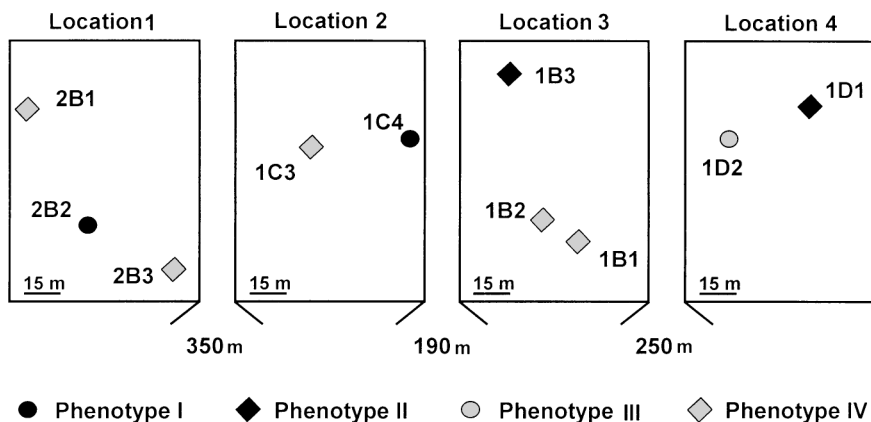 Location1 Location 2 Location 3 Location 4
2B1
2B2
2B3
15 m
1C4
1C3
15 m
1B3
1B2
1B1
15 m
1D1
1D2
15 m
350 m 190 m 250 m
Phenotype I Phenotype II Phenotype III Phenotype IV